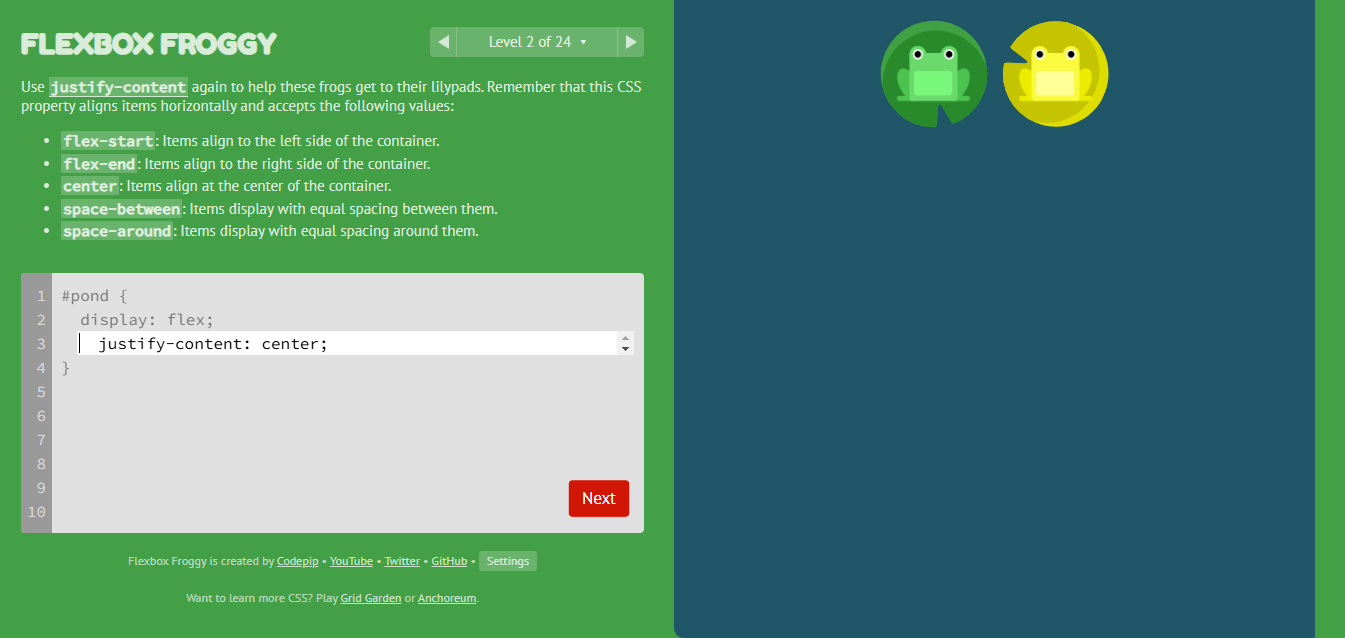 FLEXBOX FROGGY
Level 2 of 24
Use justify-content again to help these frogs get to their lilypads. Remember that this CSS
property aligns items horizontally and accepts the following values:
• flex-start: Items align to the left side of the container.
• flex-end: Items align to the right side of the container.
• center: Items align at the center of the container.
• space-between: Items display with equal spacing between them.
• space-around: Items display with equal spacing around them.
1 #pond {
2 display: flex;
3 justify-content: center;
4 }
5
6
7
8
9
10
Next
Flexbox Froggy is created by Codepip • YouTube • Twitter • GitHub • Settings
Want to learn more CSS? Play Grid Garden or Anchoreum.